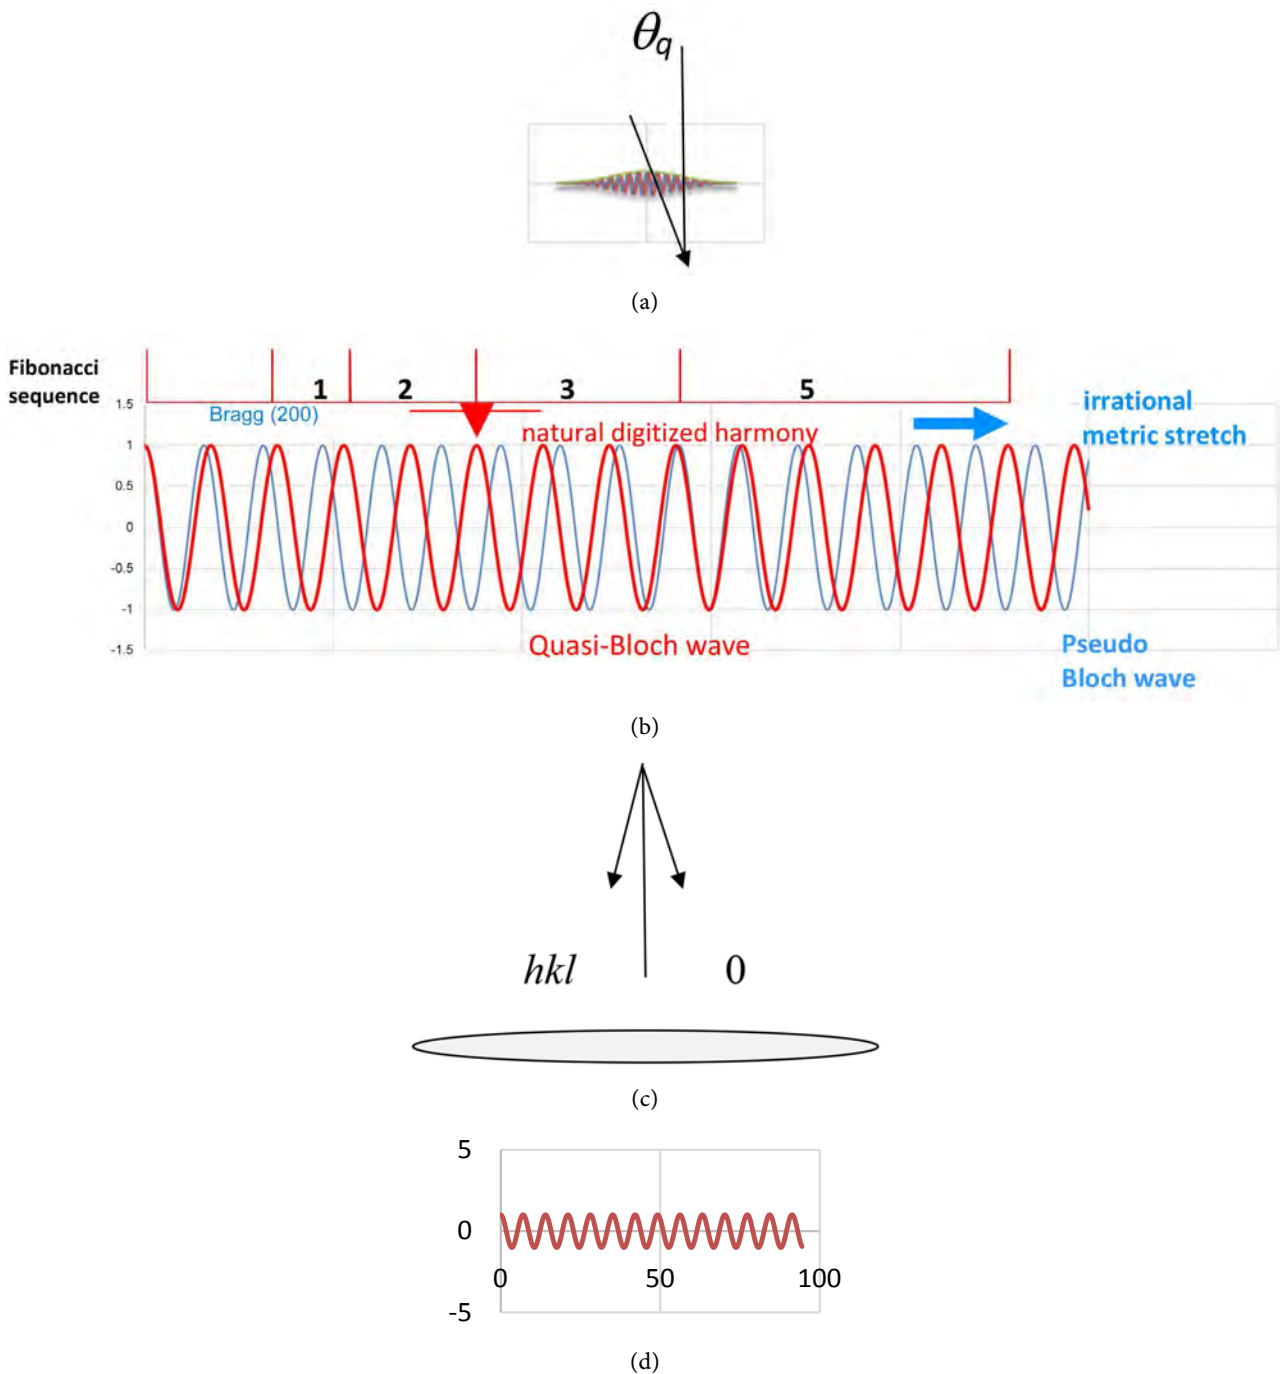 θq
(a)
Fibonacci
sequence
1 2 3 5
Bragg (200)
natural digitized harmony
irrational
metric stretch
1.5
1
0.5
0
-0.5
-1
-1.5
Quasi-Bloch wave
Pseudo
Bloch wave
(b)
hkl 0
(c)
5
0
-5
0 50 100
(d)